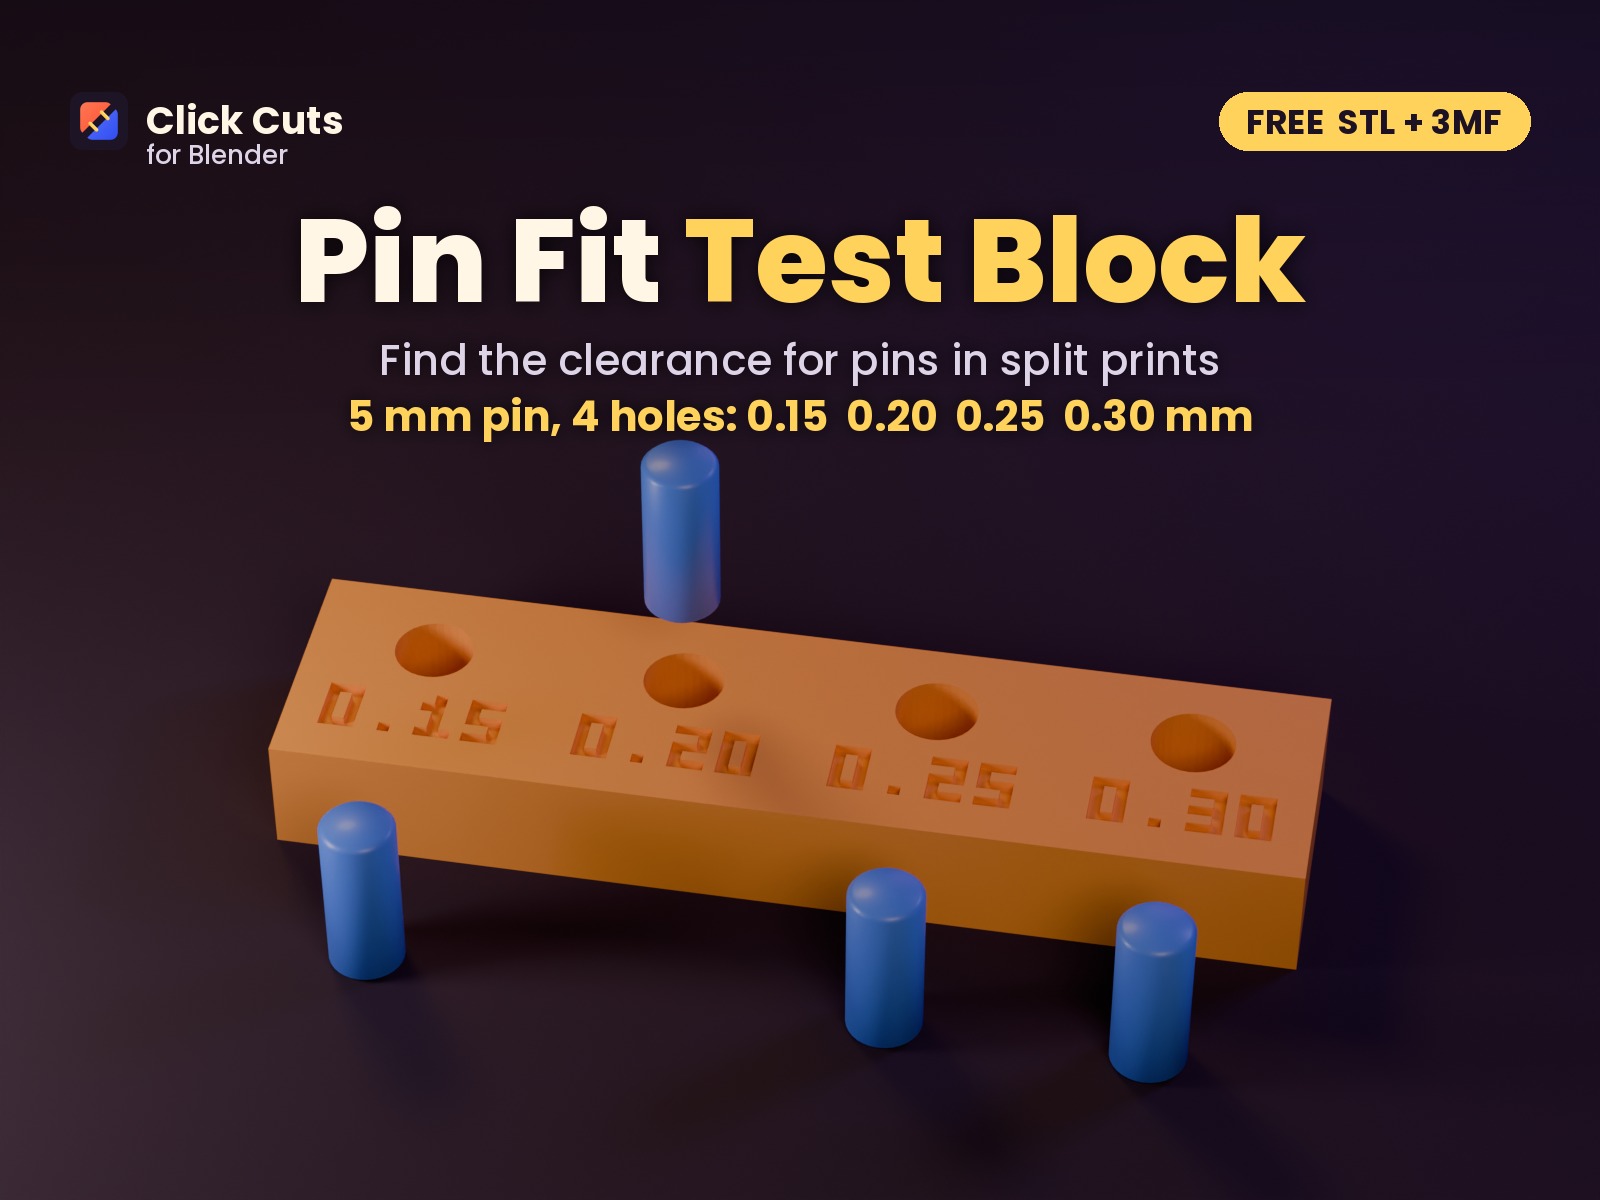 Click Cuts
for Blender
FREE STL + 3MF
Pin Fit Test Block
Find the clearance for pins in split prints
5 mm pin, 4 holes: 0.15 0.20 0.25 0.30 mm
0.15 0.20 0.25 0.30